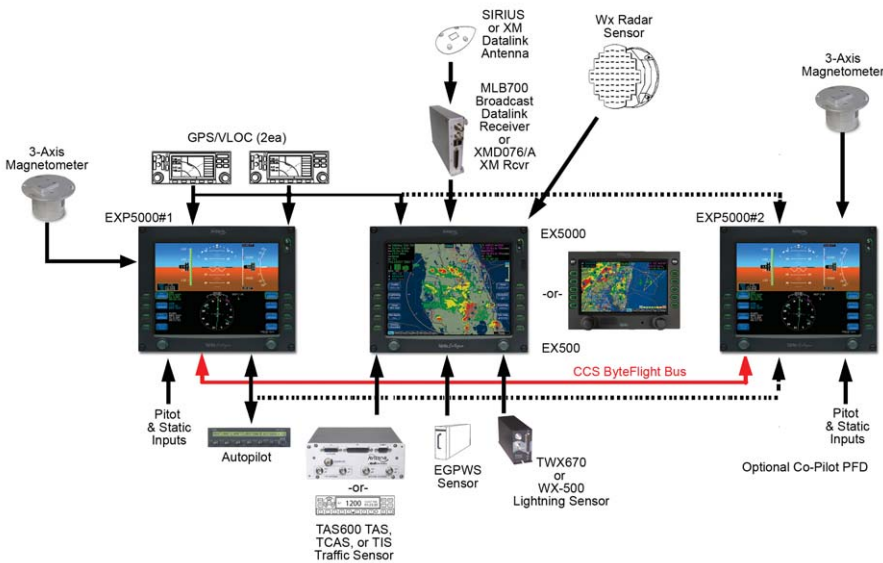 SIRIUS
or XM
Datalink
Antenna
Wx Radar
Sensor
3-Axis
Magnetometer
MLB700
Broadcast
Datalink
Receiver
or
XMD076/A
XM Rcvr
GPS/VLOC (2ea)
3-Axis
Magnetometer
EXP5000#1
EX5000
-or-
EX500
EXP5000#2
CCS ByteFlight Bus
Pitot
& Static
Inputs
Autopilot
-or-
1200
TAS600 TAS,
TCAS, or TIS
Traffic Sensor
EGPWS
Sensor
TWX670
or
WX-500
Lightning Sensor
Pitot
& Static
Inputs
Optional Co-Pilot PFD